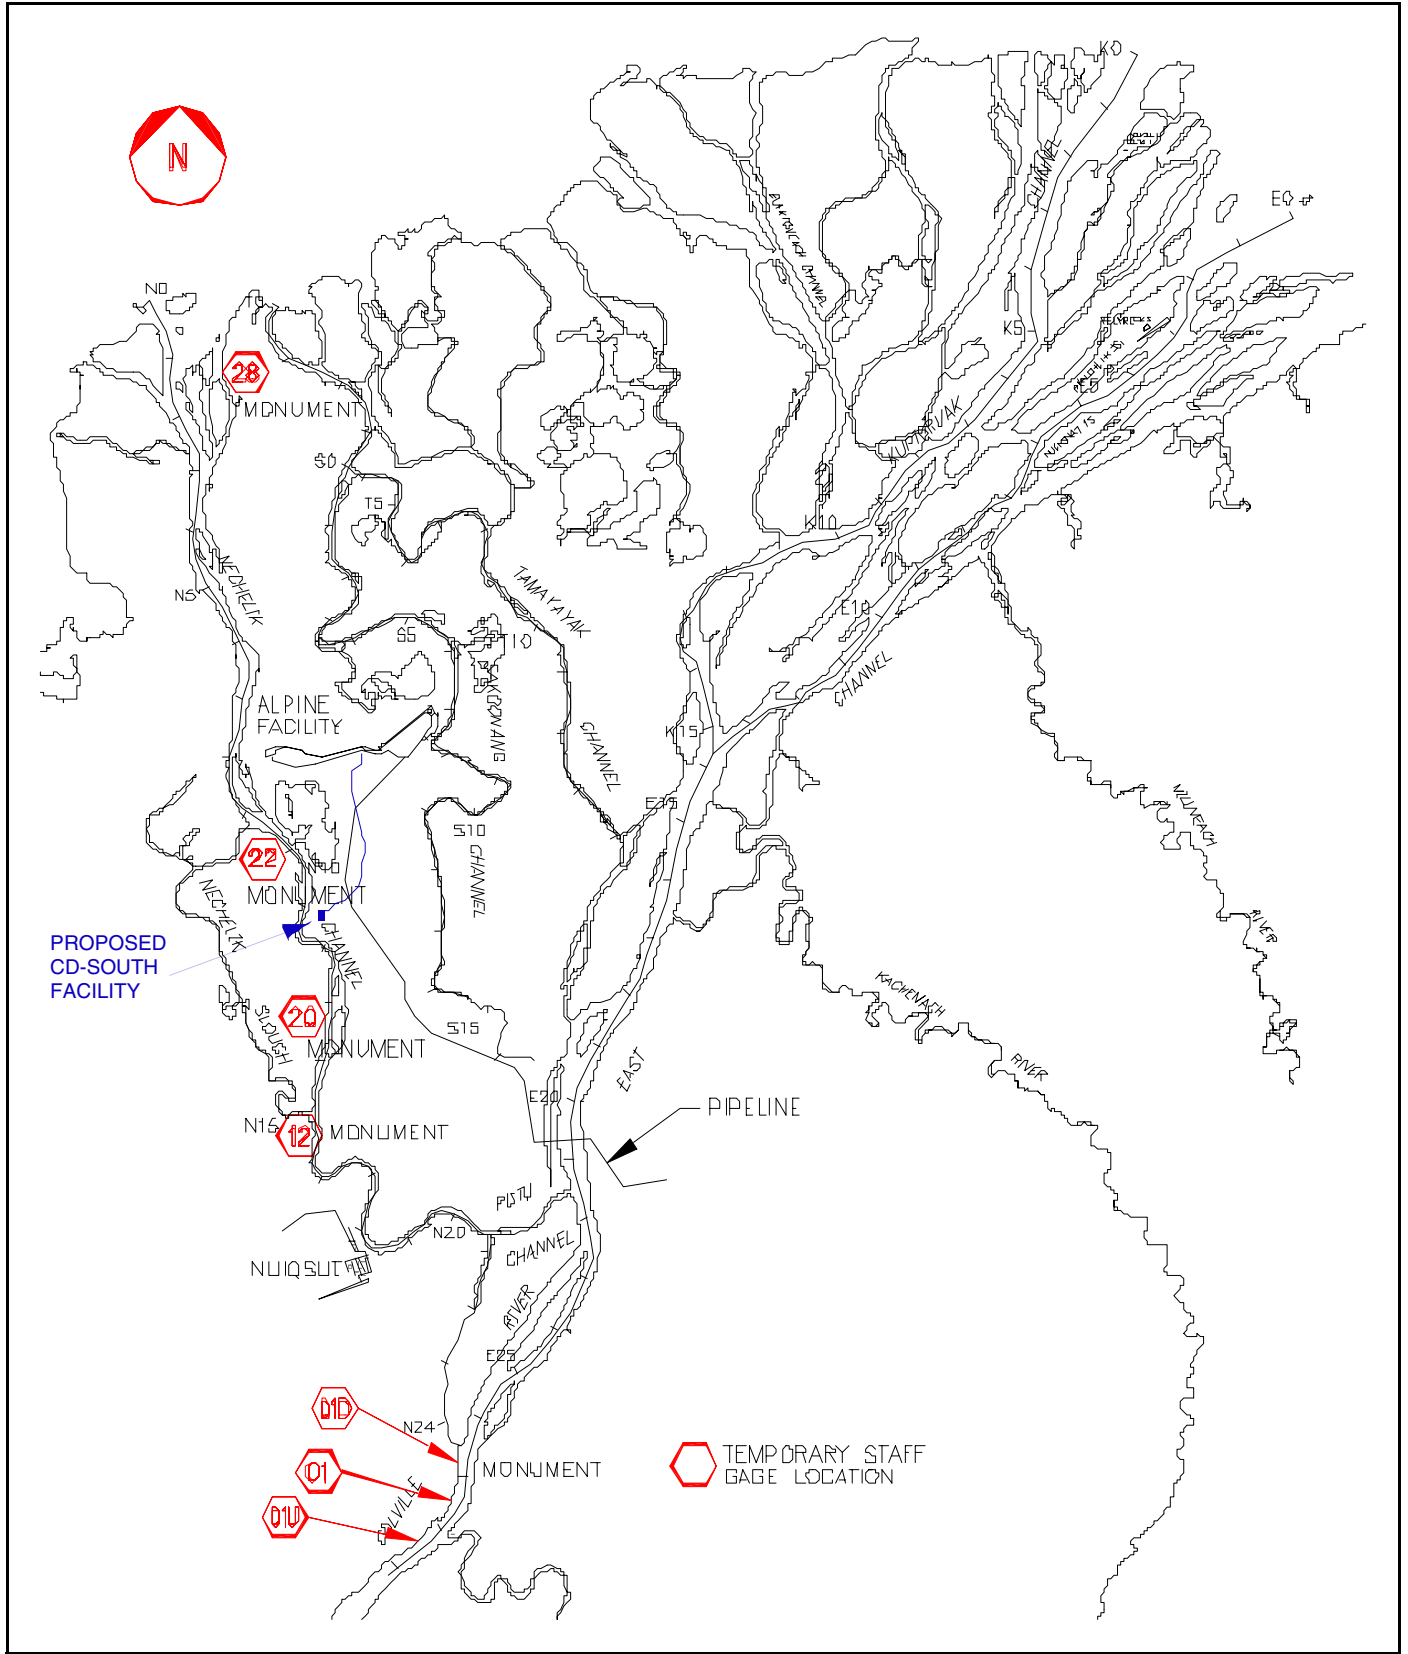 K0
N
CHANNEL
E0
N0
K5
28
MONUMENT
E5
KUPIGRUAK
S0
T5
K10
NECHELIK
TAMAYAYAK
N5
E10
S5
T10
CHANNEL
SAKOONANG
ALPINE
FACILITY
CHANNEL
K15
E15
S10
CHANNEL
22
N10
MONUMENT
NECHELIK
CHANNEL
PROPOSED
CD-SOUTH
FACILITY
RIVER
KACHEMACH
20
SLOUGH
MONUMENT
S15
EAST
RIVER
E20
PIPELINE
N15
12
MONUMENT
N20
CHANNEL
NUIQSUT
RIVER
E25
01D
N24
MONUMENT
01
01U
TEMPORARY STAFF
GAGE LOCATION